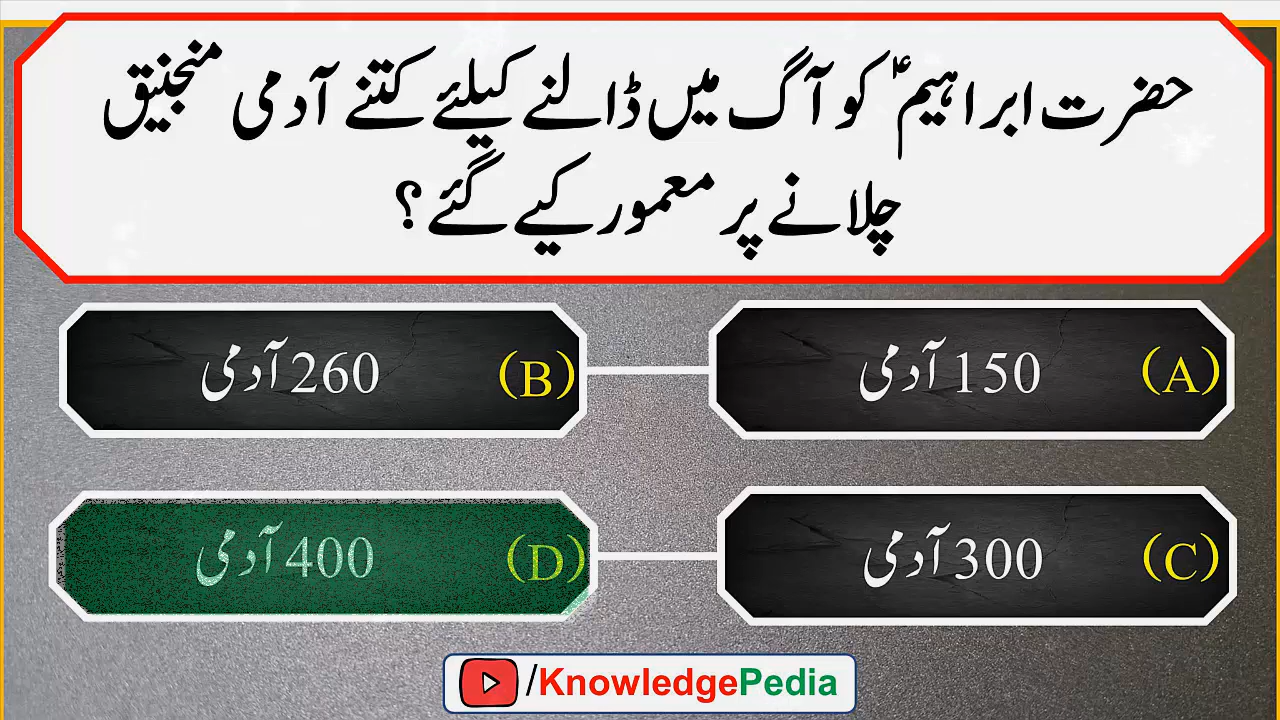 حضرت ابراہیمؑ کو آگ میں ڈالنے کیلئے کتنے آدمی منجنیق
چلانے پر معمور کیے گئے؟
(A) 150 آدمی
(B) 260 آدمی
(C) 300 آدمی
(D) 400 آدمی
/KnowledgePedia